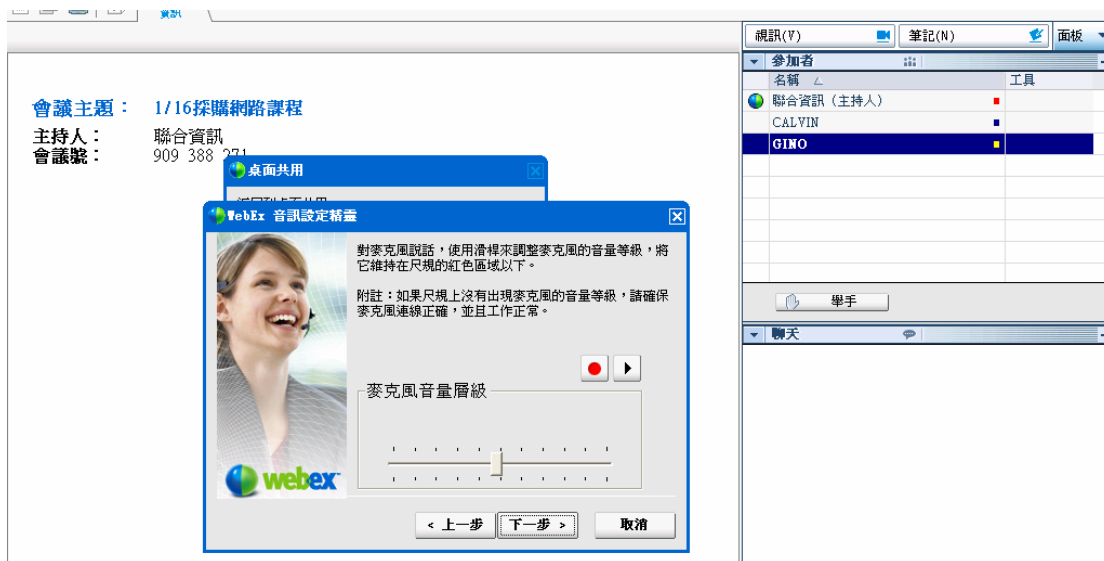 資訊
視訊(V)
筆記(N)
面板
參加者
名稱
工具
聯合資訊 (主持人)
CALVIN
GINO
舉手
聊天
會議主題： 1/16採購網路課程
主持人： 聯合資訊
會議號： 909 388 271
桌面共用
WebEx 音訊設定精靈
對麥克風說話，使用滑桿來調整麥克風的音量等級，將
它維持在尺規的紅色區域以下。
附註：如果尺規上沒有出現麥克風的音量等級，請確保
麥克風連線正確，並且工作正常。
麥克風音量層級
webex
< 上一步
下一步 >
取消